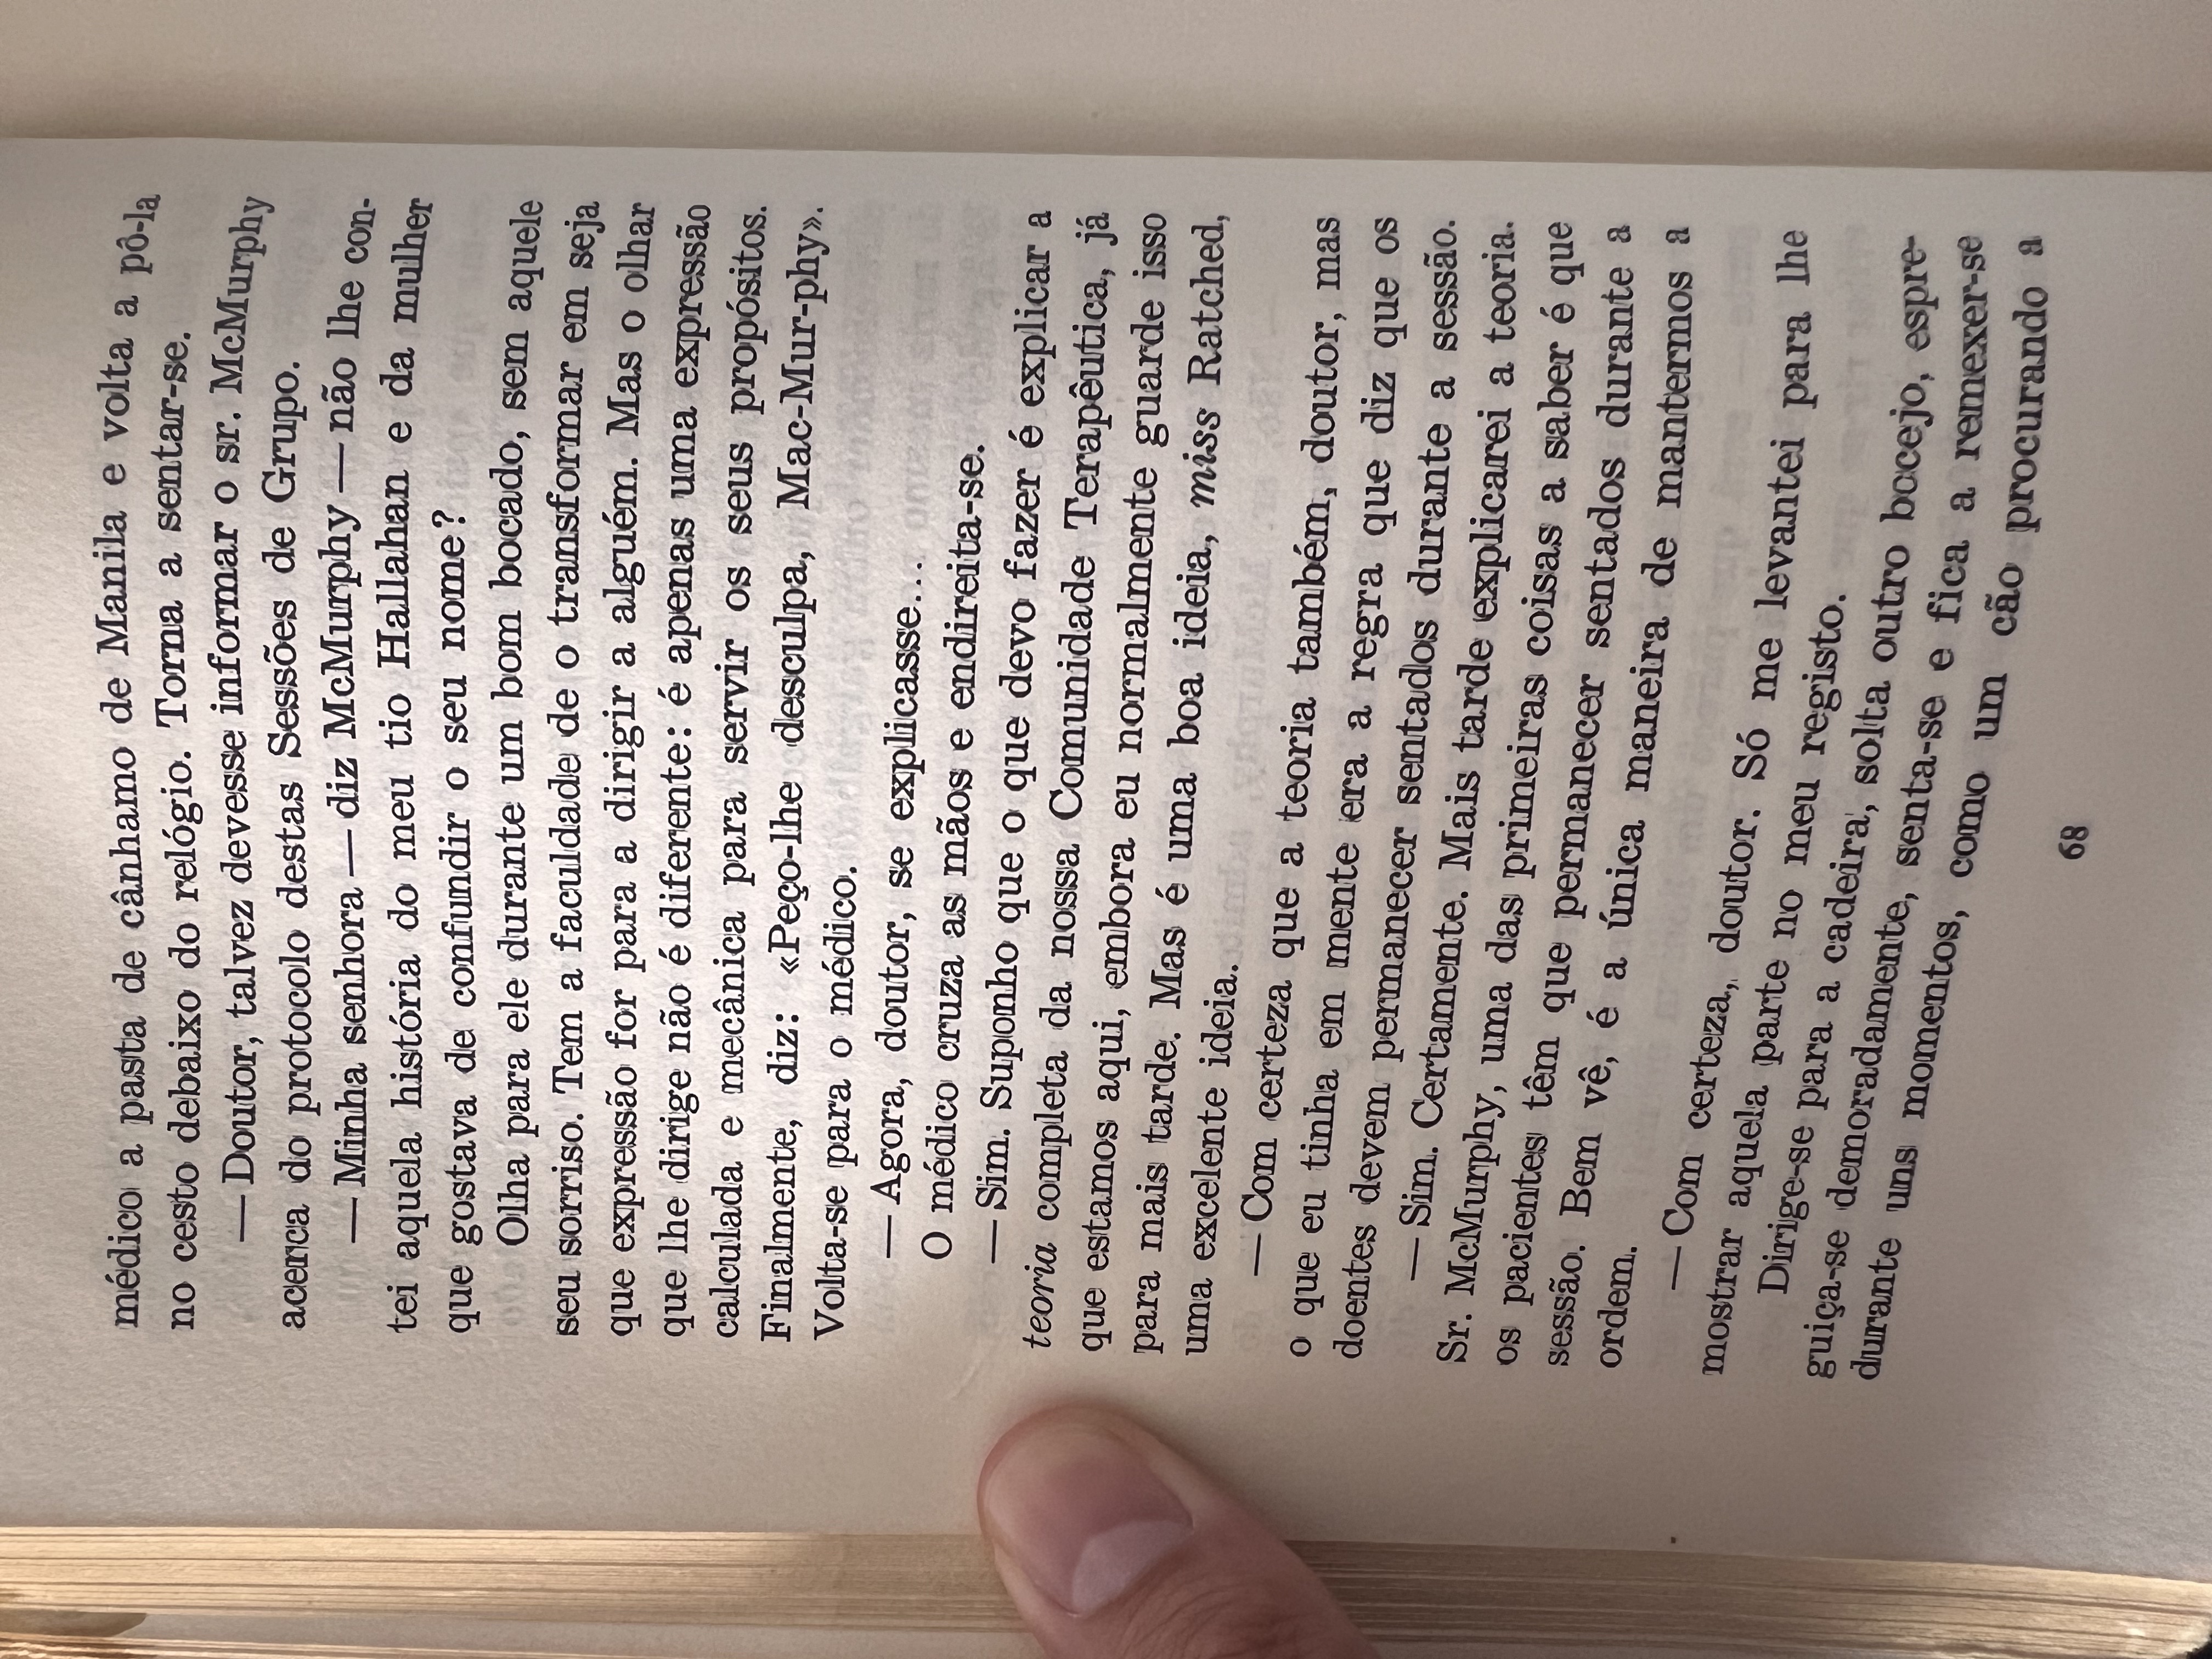 médico a pasta de cânhamo de Manila e volta a pô-la
no cesto debaixo do relógio. Torna a sentar-se.
— Doutor, talvez devesse informar o sr. McMurphy
acerca do protocolo destas Sessões de Grupo.
— Minha senhora — diz McMurphy — não lhe con-
tei aquela história do meu tio Hallahan e da mulher
que gostava de confundir o seu nome?
Olha para ele durante um bom bocado, sem aquele
seu sorriso. Tem a faculdade de o transformar em seja
que expressão for para a dirigir a alguém. Mas o olhar
que lhe dirige não é diferente: é apenas uma expressão
calculada e mecânica para servir os seus propósitos.
Finalmente, diz: «Peço-lhe desculpa, Mac-Mur-phy».
Volta-se para o médico.
— Agora, doutor, se explicasse...
O médico cruza as mãos e endireita-se.
— Sim. Suponho que o que devo fazer é explicar a
teoria completa da nossa Comunidade Terapêutica, já
que estamos aqui, embora eu normalmente guarde isso
para mais tarde. Mas é uma boa ideia, miss Ratched,
uma excelente ideia.
— Com certeza que a teoria também, doutor, mas
o que eu tinha em mente era a regra que diz que os
doentes devem permanecer sentados durante a sessão.
— Sim. Certamente. Mais tarde explicarei a teoria.
Sr. McMurphy, uma das primeiras coisas a saber é que
os pacientes têm que permanecer sentados durante a
sessão. Bem vê, é a única maneira de mantermos a
ordem.
— Com certeza, doutor. Só me levantei para lhe
mostrar aquela parte no meu registo.
Dirige-se para a cadeira, solta outro bocejo, espre-
guiça-se demoradamente, senta-se e fica a remexer-se
durante uns momentos, como um cão procurando a
68